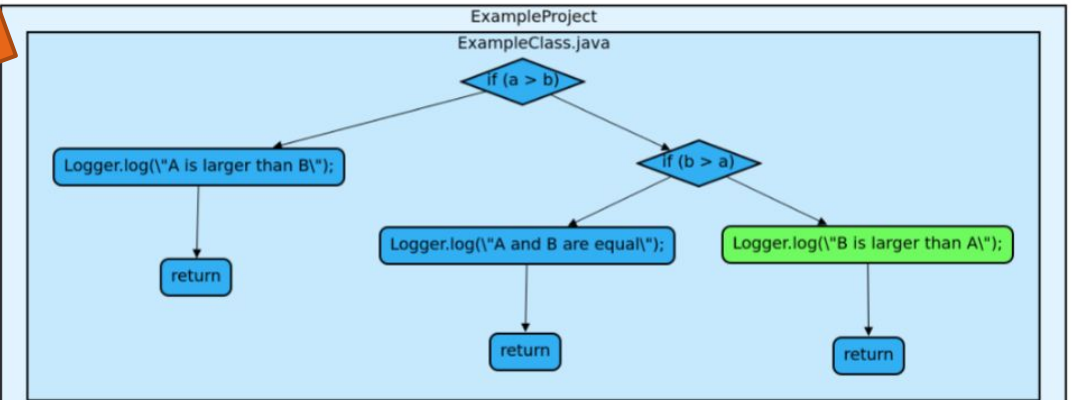 ExampleProject
ExampleClass.java
if (a > b)
Logger.log(\"A is larger than B\");
if (b > a)
Logger.log(\"A and B are equal\");
Logger.log(\"B is larger than A\");
return
return
return